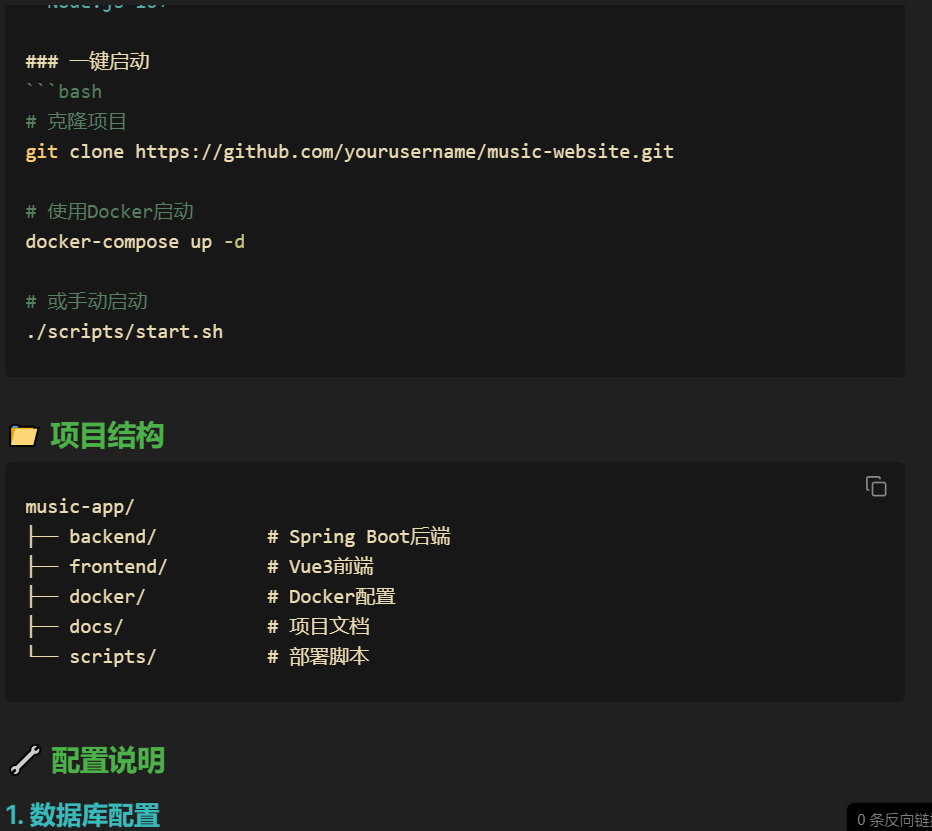 ### 一键启动
```bash
# 克隆项目
git clone https://github.com/yourusername/music-website.git
# 使用Docker启动
docker-compose up -d
# 或手动启动
./scripts/start.sh
项目结构
music-app/
├── backend/          # Spring Boot后端
├── frontend/         # Vue3前端
├── docker/           # Docker配置
├── docs/             # 项目文档
└── scripts/          # 部署脚本
配置说明
1. 数据库配置
0 条反向链